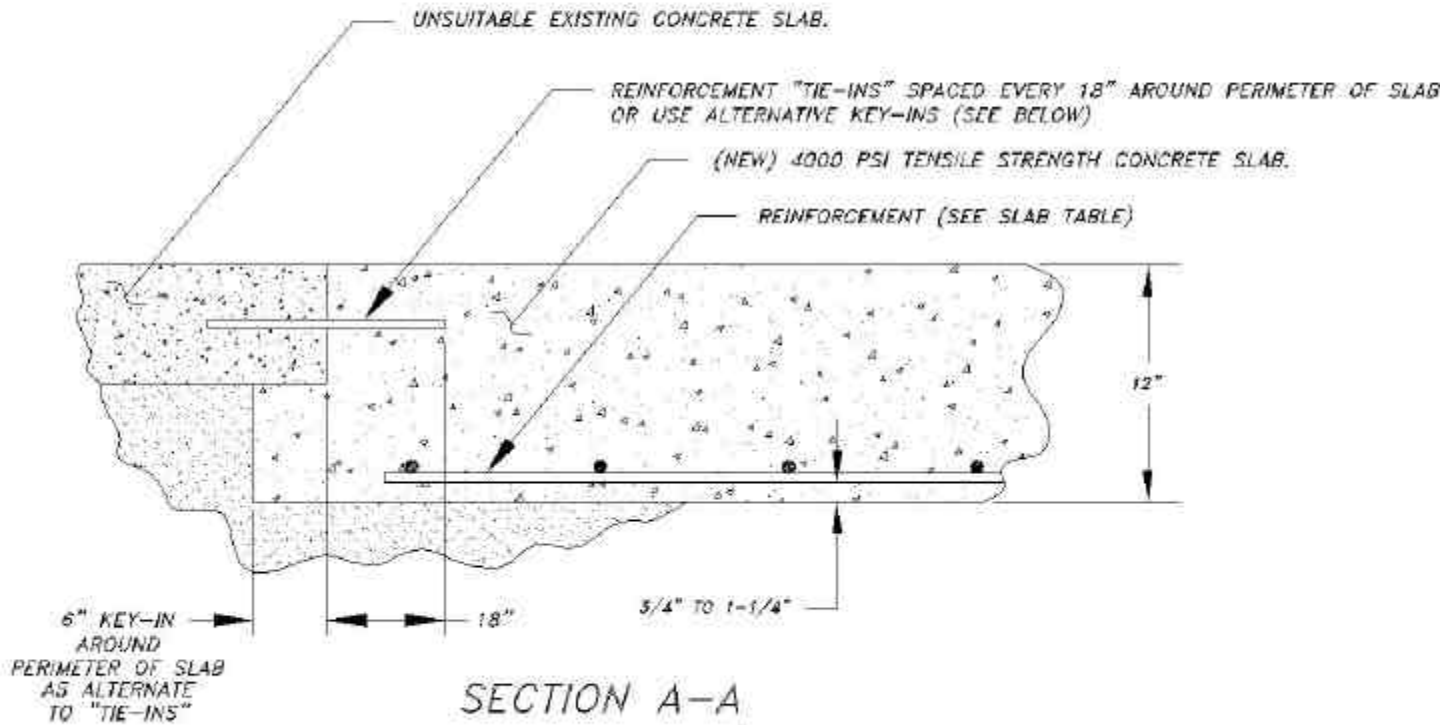 UNSUITABLE EXISTING CONCRETE SLAB.
REINFORCEMENT "TIE-INS" SPACED EVERY 18" AROUND PERIMETER OF SLAB
OR USE ALTERNATIVE KEY-INS (SEE BELOW)
(NEW) 4000 PSI TENSILE STRENGTH CONCRETE SLAB.
REINFORCEMENT (SEE SLAB TABLE)
12"
3/4" TO 1-1/4"
18"
6" KEY-IN
AROUND
PERIMETER OF SLAB
AS ALTERNATE
TO "TIE-INS"
SECTION A-A